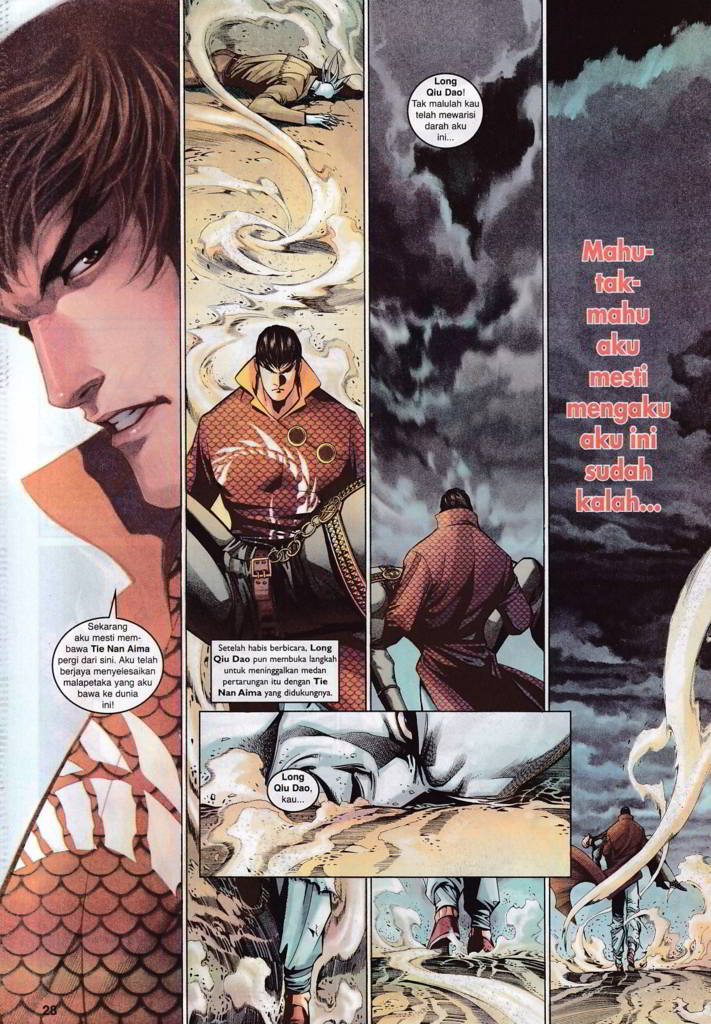 Sekarang
aku mesti mem-
bawa Tie Nan Aima
pergi dari sini. Aku telah
berjaya menyeiesaikan
malapetaka yang aku
bawa ke dunia
ini!
Setelah habis berbicara, Long
Qiu Dao pun membuka langkah
untuk meninggalkan medan
pertarungan itu dengan Tie
Nan Aima yang didukungnya.
Long
Qiu Dao!
Tak malulah kau
telah mewarisi
darah aku
ini...
Long
Qiu Dao,
kau...
Mahu-
tak-
mahu
aku
mesti
mengaku
aku ini
sudah
kalah...
28